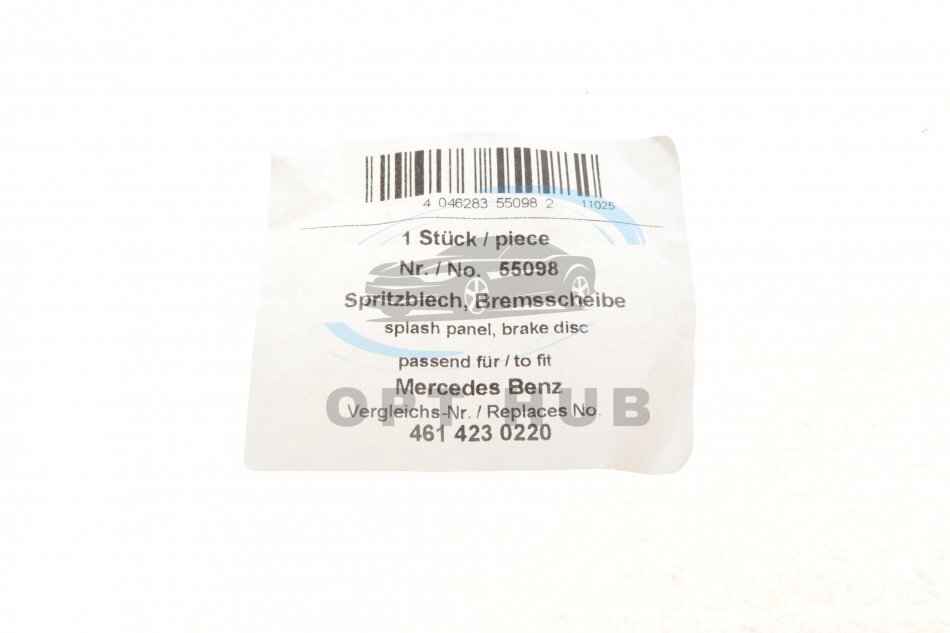 4 046283 55098 2 11025
1 Stück / piece
Nr. / No. 55098
Spritzblech, Bremsscheibe
splash panel, brake disc
passend für / to fit
Mercedes Benz
OPT HUB
Vergleichs-Nr. / Replaces No.
461 423 0220